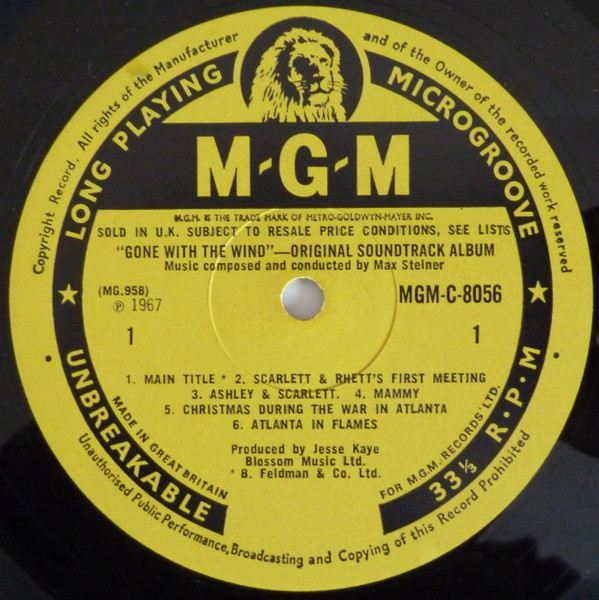 Copyright Record. All rights of the Manufacturer and of the Owner of the recorded work reserved
LONG PLAYING MICROGROOVE
M-G-M
M.G.M. IS THE TRADE MARK OF METRO-GOLDWYN-MAYER INC.
SOLD IN U.K. SUBJECT TO RESALE PRICE CONDITIONS, SEE LISTS
"GONE WITH THE WIND"—ORIGINAL SOUNDTRACK ALBUM
Music composed and conducted by Max Steiner
(MG.958) MGM-C-8056
℗ 1967
1 1
1. MAIN TITLE * 2. SCARLETT & RHETT'S FIRST MEETING
3. ASHLEY & SCARLETT. 4. MAMMY
5. CHRISTMAS DURING THE WAR IN ATLANTA
6. ATLANTA IN FLAMES
Produced by Jesse Kaye
Blossom Music Ltd.
* B. Feldman & Co. Ltd.
MADE IN GREAT BRITAIN
FOR M.G.M. RECORDS LTD.
UNBREAKABLE
33⅓ R·P·M
Unauthorised Public Performance, Broadcasting and Copying of this Record Prohibited